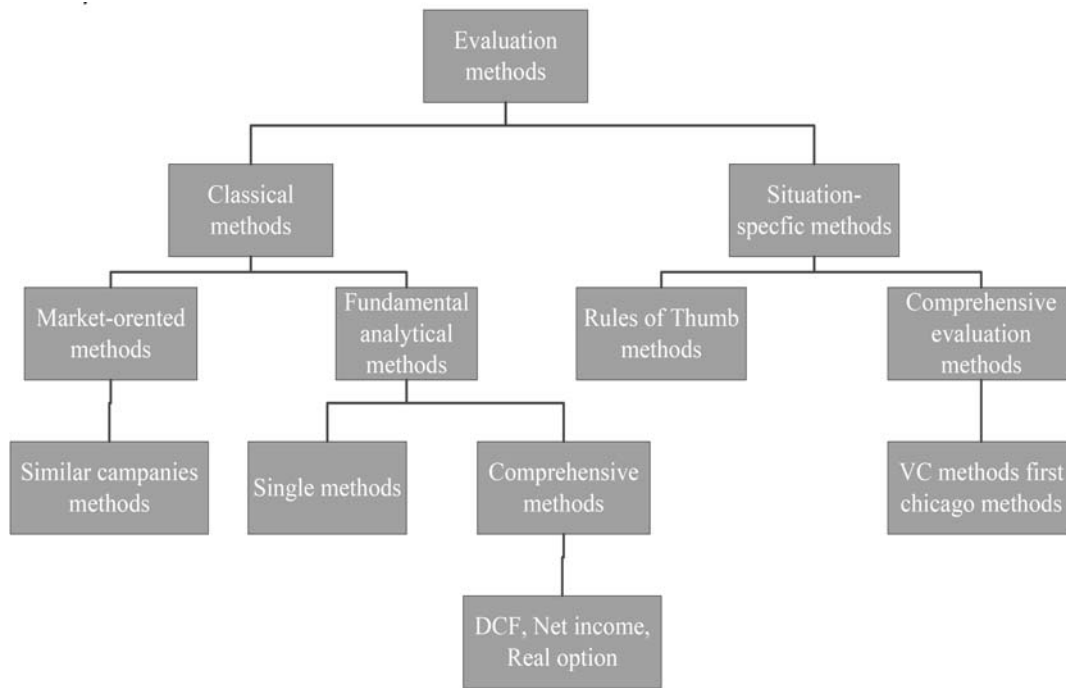 Evaluation
methods
Classical
methods
Situation-
specfic methods
Market-orented
methods
Fundamental
analytical
methods
Rules of Thumb
methods
Comprehensive
evaluation
methods
Similar campanies
methods
Single methods
Comprehensive
methods
VC methods first
chicago methods
DCF, Net income,
Real option